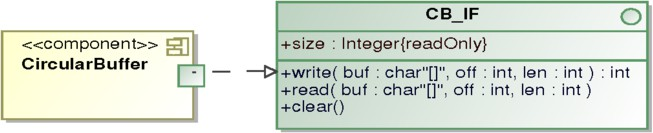 <<component>>
CircularBuffer
-
CB_IF
+size : Integer{readOnly}
+write( buf : char"[]", off : int, len : int ) : int
+read( buf : char"[]", off : int, len : int )
+clear()